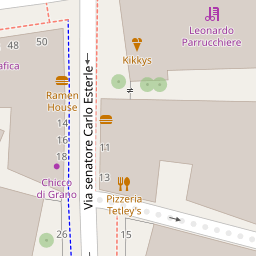 Leonardo
Parrucchiere
50
48
Kikkys
afica
Ramen
House
Via senatore Carlo Esterle
14
16
18
11
Chicco
di Grano
13
Pizzeria
Tetley's
26
15